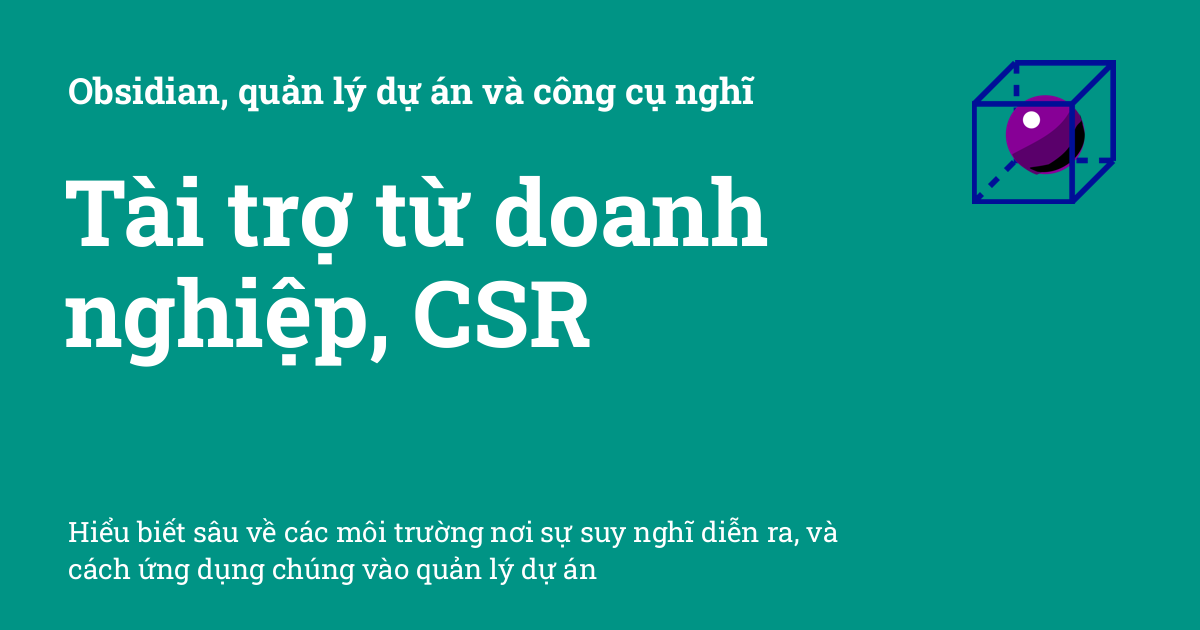 Obsidian, quản lý dự án và công cụ nghĩ
Tài trợ từ doanh
nghiệp, CSR
Hiểu biết sâu về các môi trường nơi sự suy nghĩ diễn ra, và
cách ứng dụng chúng vào quản lý dự án